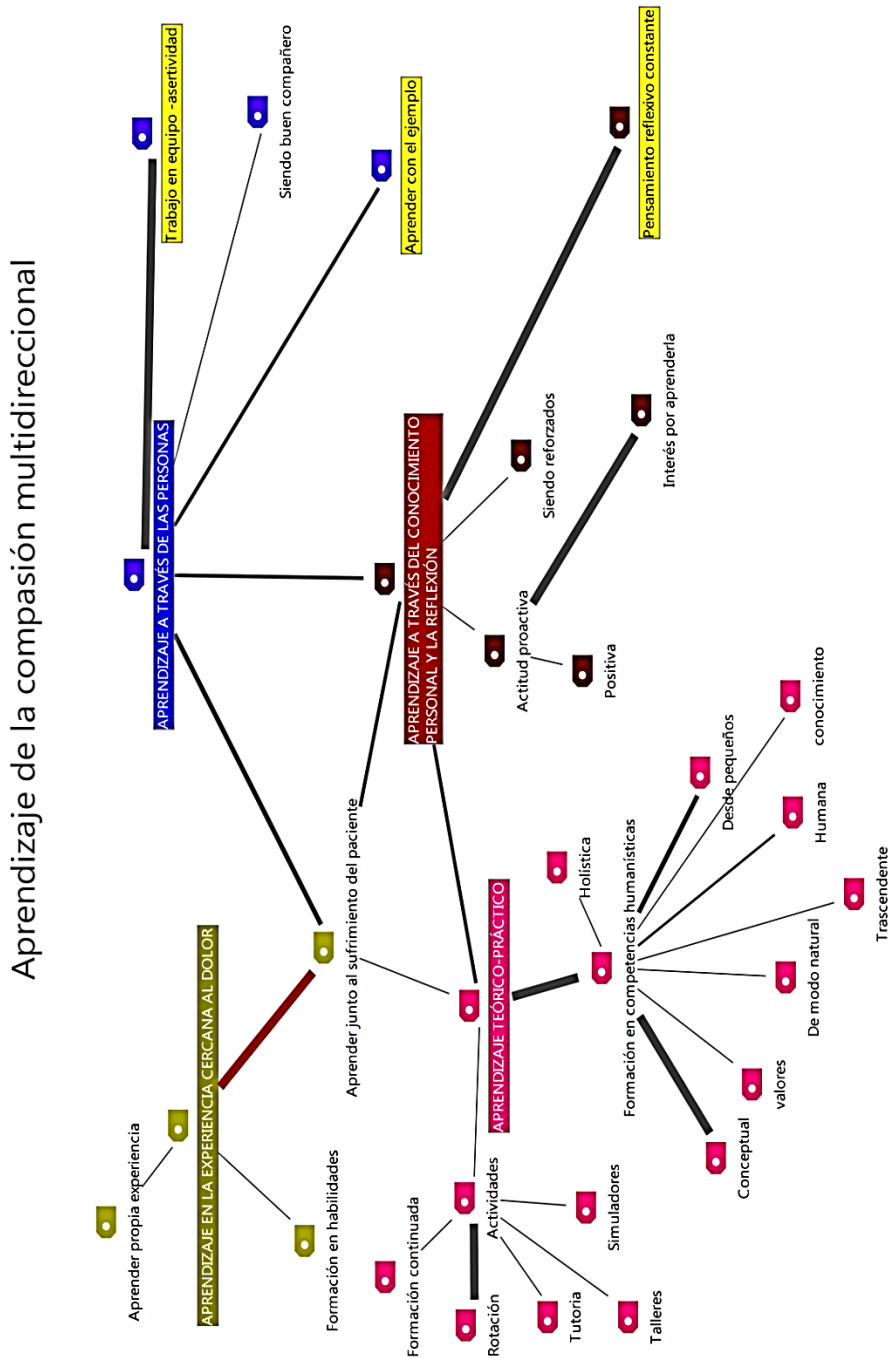 Aprendizaje de la compasión multidireccional
Aprender propia experiencia
APRENDIZAJE EN LA EXPERIENCIA CERCANA AL DOLOR
Formación en habilidades
Aprender junto al sufrimiento del paciente
APRENDIZAJE A TRAVÉS DE LAS PERSONAS
Trabajo en equipo -asertividad
Siendo buen compañero
Aprender con el ejemplo
APRENDIZAJE A TRAVÉS DEL CONOCIMIENTO
PERSONAL Y LA REFLEXIÓN
Siendo reforzados
Actitud proactiva
Positiva
Interés por aprenderla
Pensamiento reflexivo constante
APRENDIZAJE TEÓRICO-PRÁCTICO
Formación continuada
Actividades
Rotación
Tutoria
Talleres
Simuladores
Holística
Formación en competencias humanísticas
Conceptual
valores
De modo natural
Trascendente
Humana
Desde pequeños
conocimiento